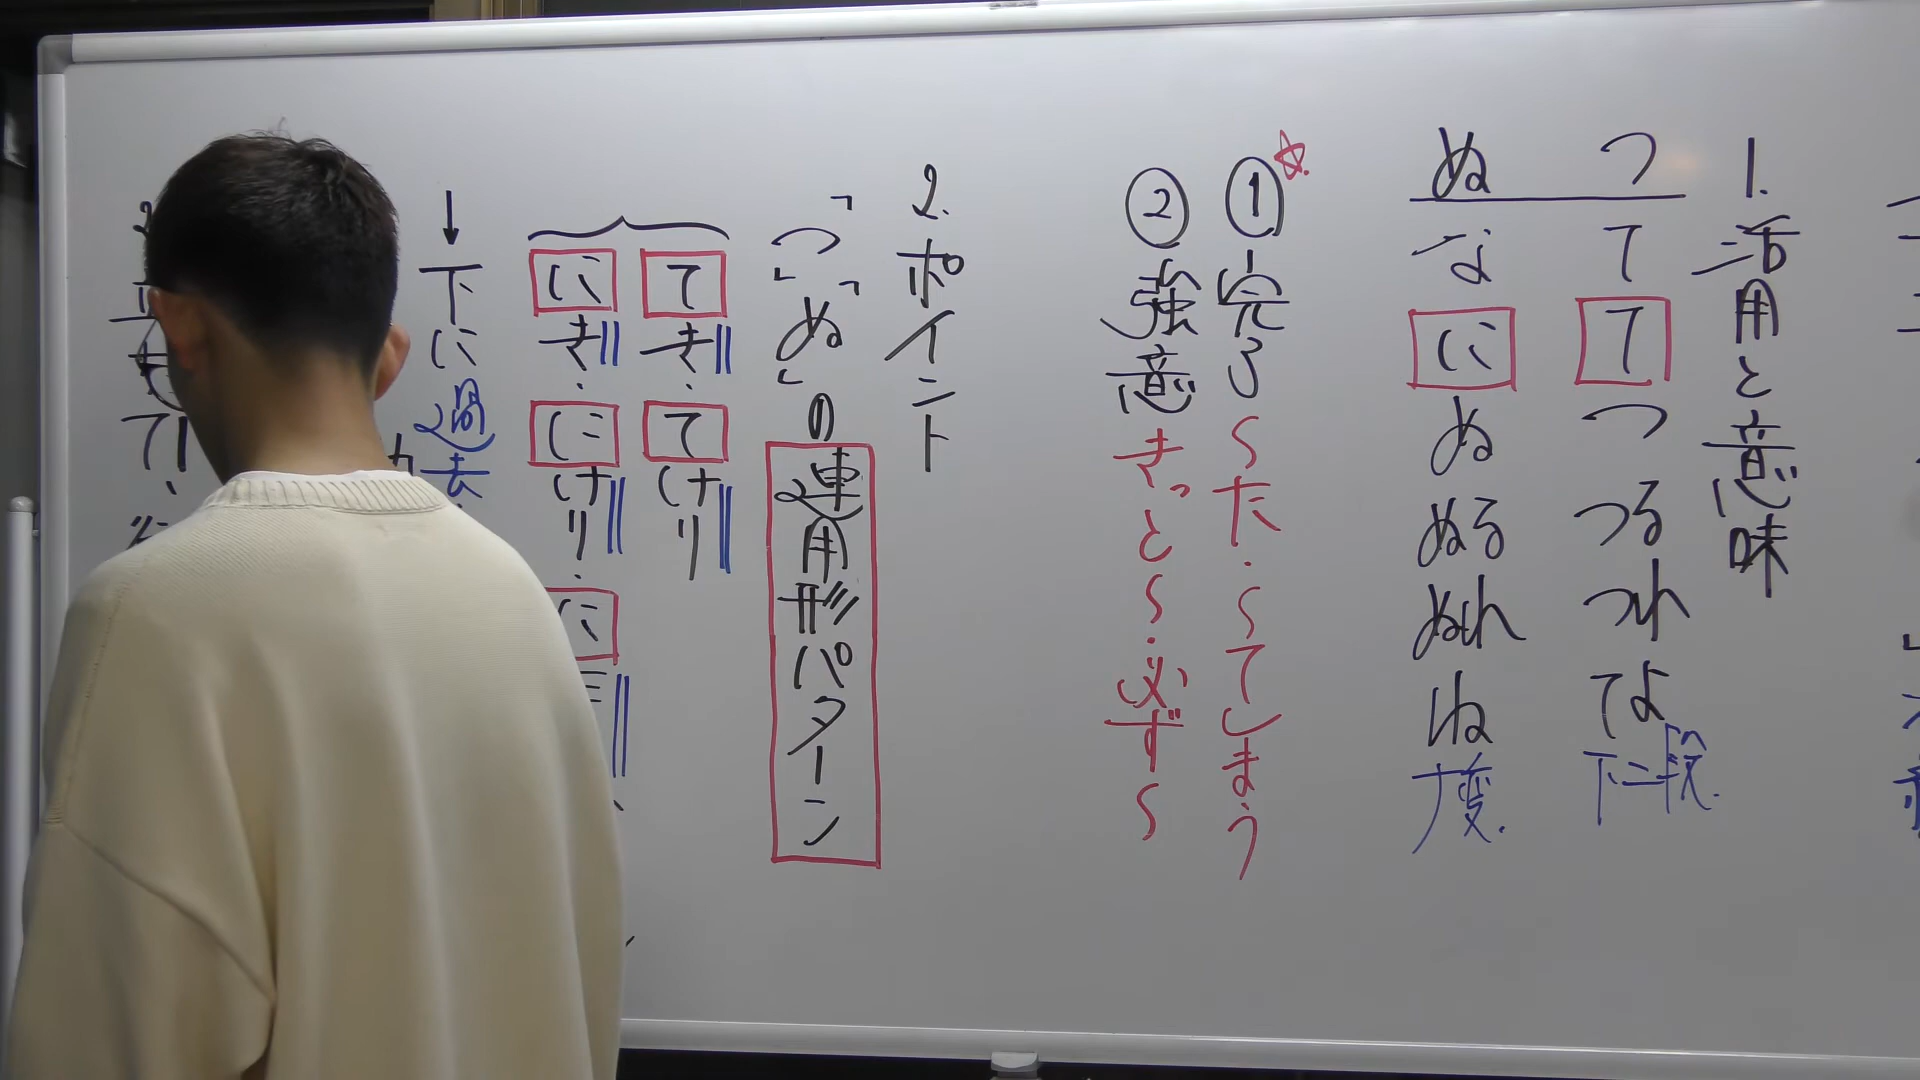 1. 活用と意味
つ て て つ つる つれ てよ 下二段.
ぬ な に ぬ ぬる ぬれ ね ナ変.
☆① 完了 〜た・〜てしまう
② 強意 きっと〜・必ず〜
2. ポイント
「つ」「ぬ」の連用形パターン
てき・てけり
にき・にけり・に
↓下に過去